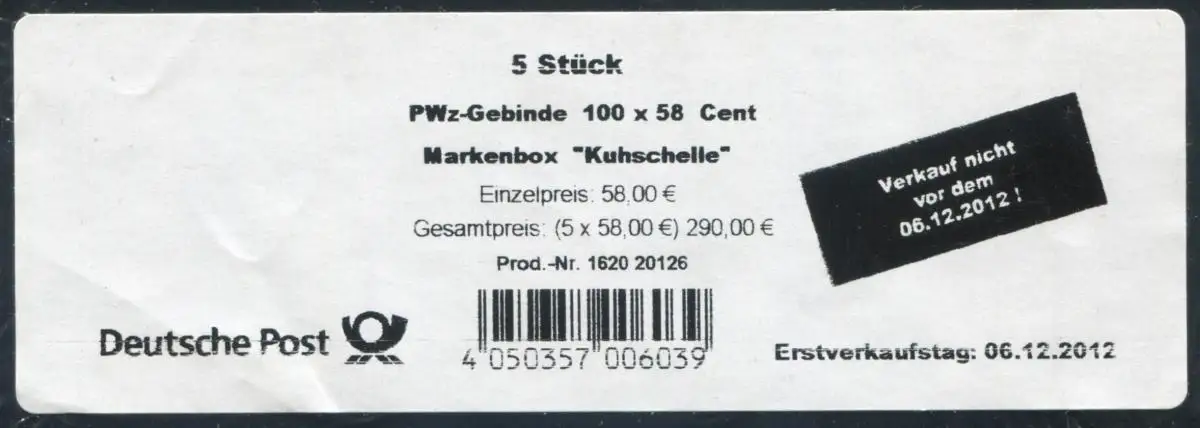 5 Stück
PWz-Gebinde 100 x 58 Cent
Markenbox "Kuhschelle"
Einzelpreis: 58,00 €
Gesamtpreis: (5 x 58,00 €) 290,00 €
Prod.-Nr. 1620 20126
4 050357 006039
Deutsche Post
Verkauf nicht
vor dem
06.12.2012 !
Erstverkaufstag: 06.12.2012